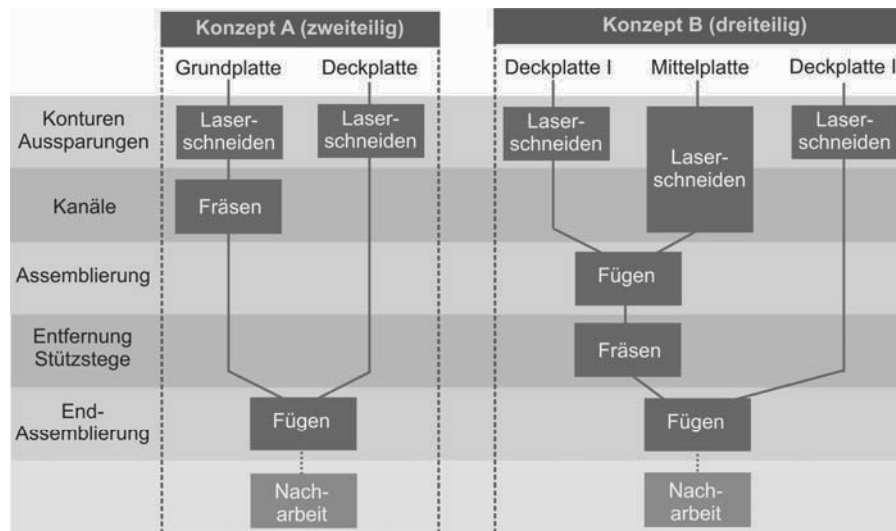 Konzept A (zweiteilig)
Konzept B (dreiteilig)
Grundplatte
Deckplatte
Deckplatte I
Mittelplatte
Deckplatte I
Konturen
Aussparungen
Laser-
schneiden
Laser-
schneiden
Laser-
schneiden
Laser-
schneiden
Laser-
schneiden
Kanäle
Fräsen
Assemblierung
Fügen
Entfernung
Stützstege
Fräsen
End-
Assemblierung
Fügen
Fügen
Nach-
arbeit
Nach-
arbeit